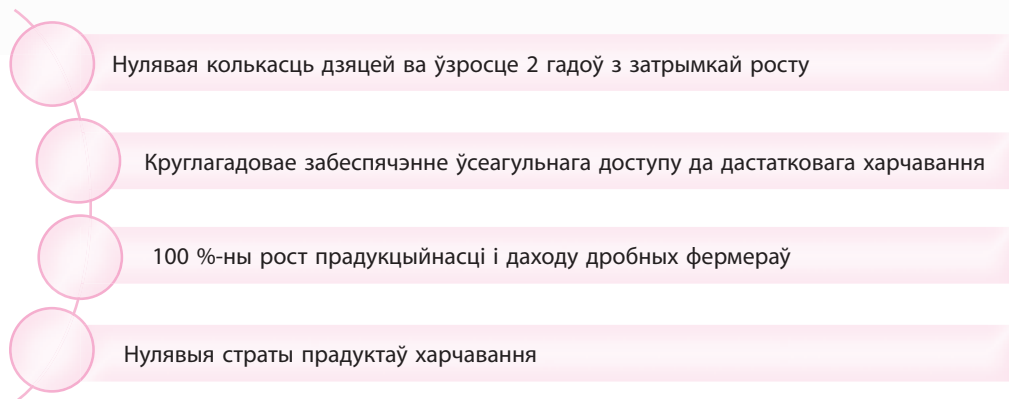 Нулявая колькасць дзяцей ва ўзросце 2 гадоў з затрымкай росту
Круглагадовае забеспячэнне ўсеагульнага доступу да дастатковага харчавання
100 %-ны рост прадукцыйнасці і даходу дробных фермераў
Нулявыя страты прадуктаў харчавання